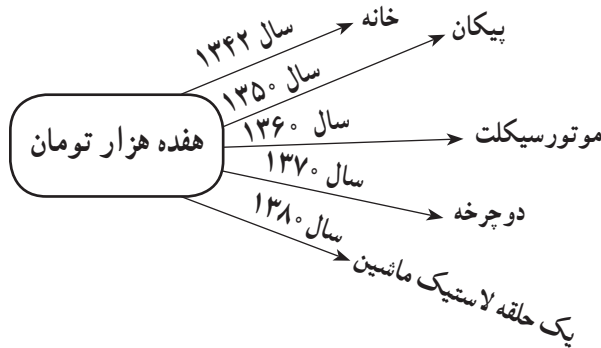 هفده هزار تومان
سال ۱۳۴۲
خانه
سال ۱۳۵۰
پیکان
سال ۱۳۶۰
موتورسیکلت
سال ۱۳۷۰
دوچرخه
سال ۱۳۸۰
یک حلقه لاستیک ماشین